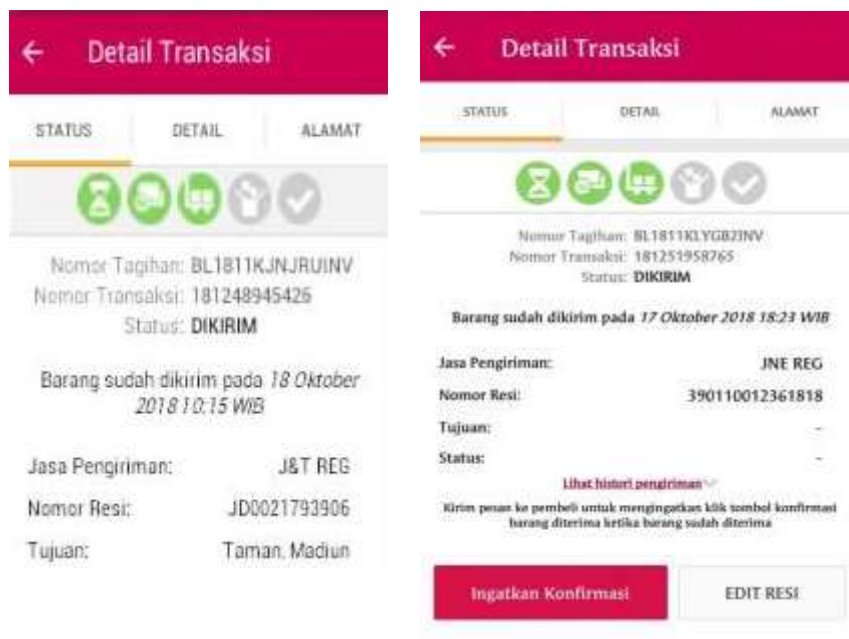 Detail Transaksi
STATUS DETAIL ALAMAT
Nomor Tagihan: BL1811KJNJRUINV
Nomor Transaksi: 181248945426
Status: DIKIRIM
Barang sudah dikirim pada 18 Oktober
2018 10:15 WIB
Jasa Pengiriman: J&T REG
Nomor Resi: JD0021793906
Tujuan: Taman, Madiun
Detail Transaksi
STATUS DETAIL ALAMAT
Nomor Tagihan: BL1811KLYGB2INV
Nomor Transaksi: 181251958765
Status: DIKIRIM
Barang sudah dikirim pada 17 Oktober 2018 18:23 WIB
Jasa Pengiriman: JNE REG
Nomor Resi: 390110012361818
Tujuan: -
Status: -
Lihat histori pengiriman
Kirim pesan ke pembeli untuk mengingatkan klik tombol konfirmasi
barang diterima ketika barang sudah diterima
Ingatkan Konfirmasi EDIT RESI